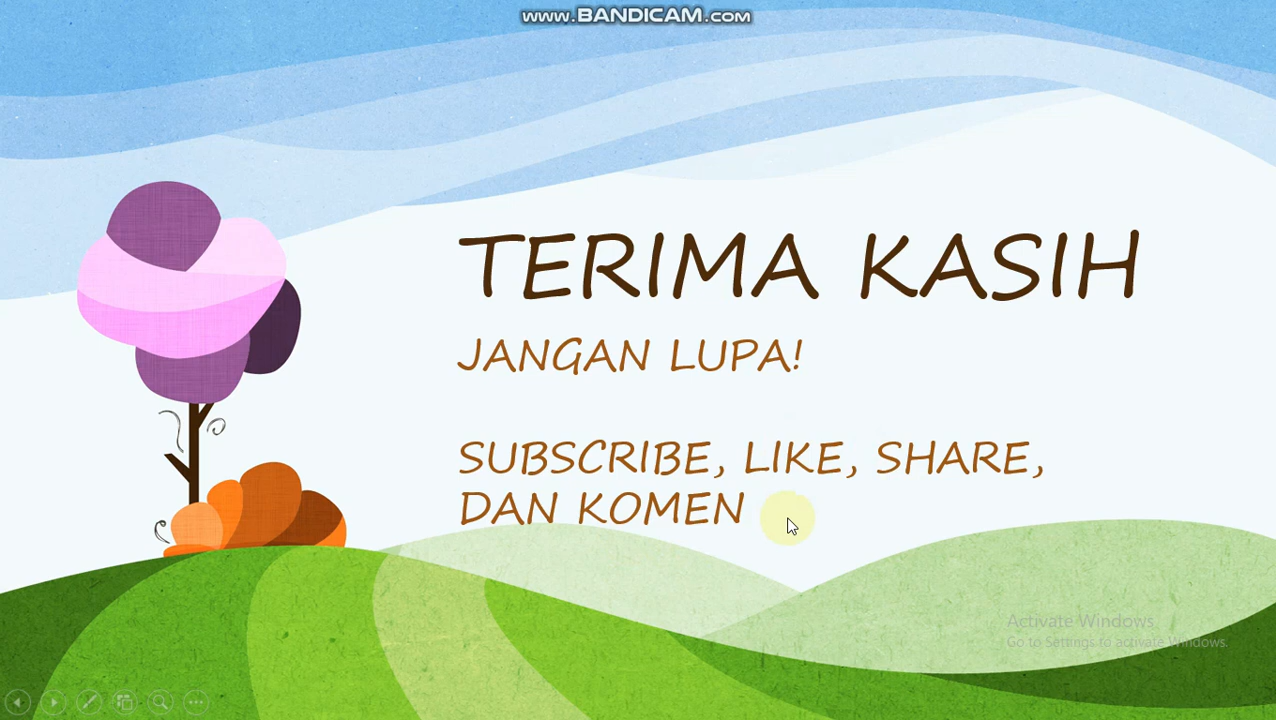 www.BANDICAM.com
TERIMA KASIH
JANGAN LUPA!
SUBSCRIBE, LIKE, SHARE,
DAN KOMEN
Activate Windows
Go to Settings to activate Windows.